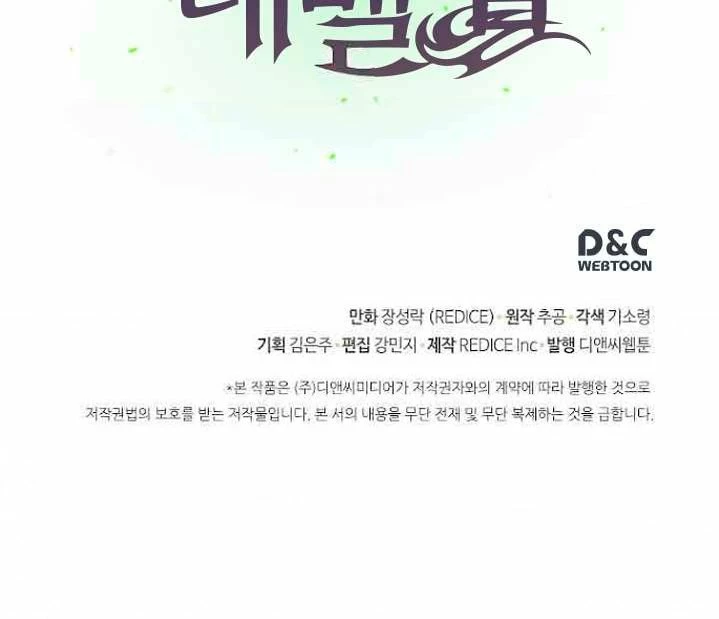 레벨업
D&C
WEBTOON
만화 장성락 (REDICE) • 원작 추공 • 각색 기소령
기획 김은주 • 편집 강민지 • 제작 REDICE Inc • 발행 디앤씨웹툰
*본 작품은 (주)디앤씨미디어가 저작권자와의 계약에 따라 발행한 것으로
저작권법의 보호를 받는 저작물입니다. 본 서의 내용을 무단 전재 및 무단 복제하는 것을 금합니다.